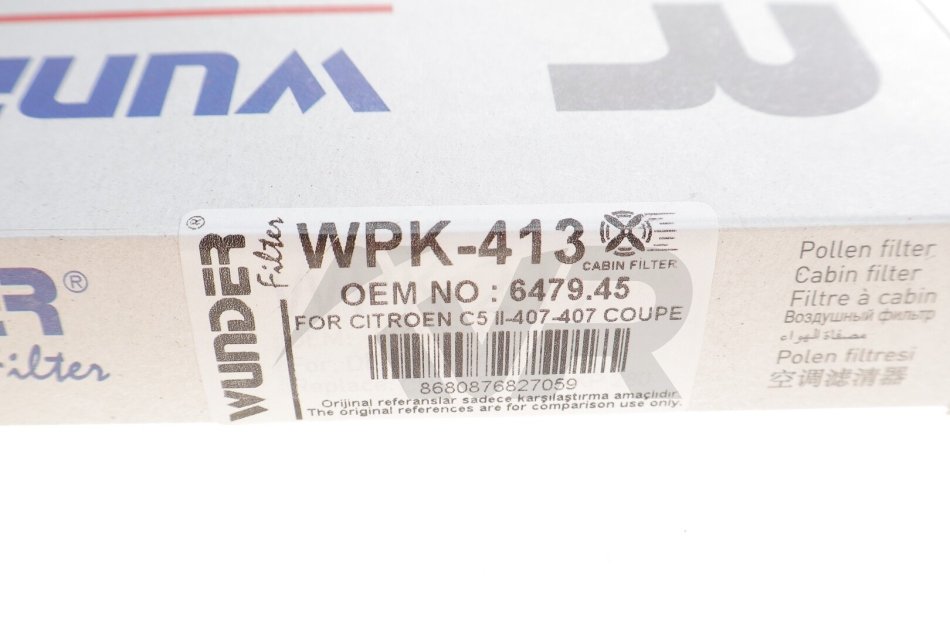 WUNDER® Filter
WPK-413
CABIN FILTER
OEM NO : 6479.45
FOR CITROEN C5 II-407-407 COUPE
8680876827059
Orijinal referanslar sadece karşılaştırma amaçlıdır.
The original references are for comparison use only.
Pollen filter
Cabin filter
Filtre à cabin
Воздушный фильтр
مصفاة الهواء
Polen filtresi
空调滤清器